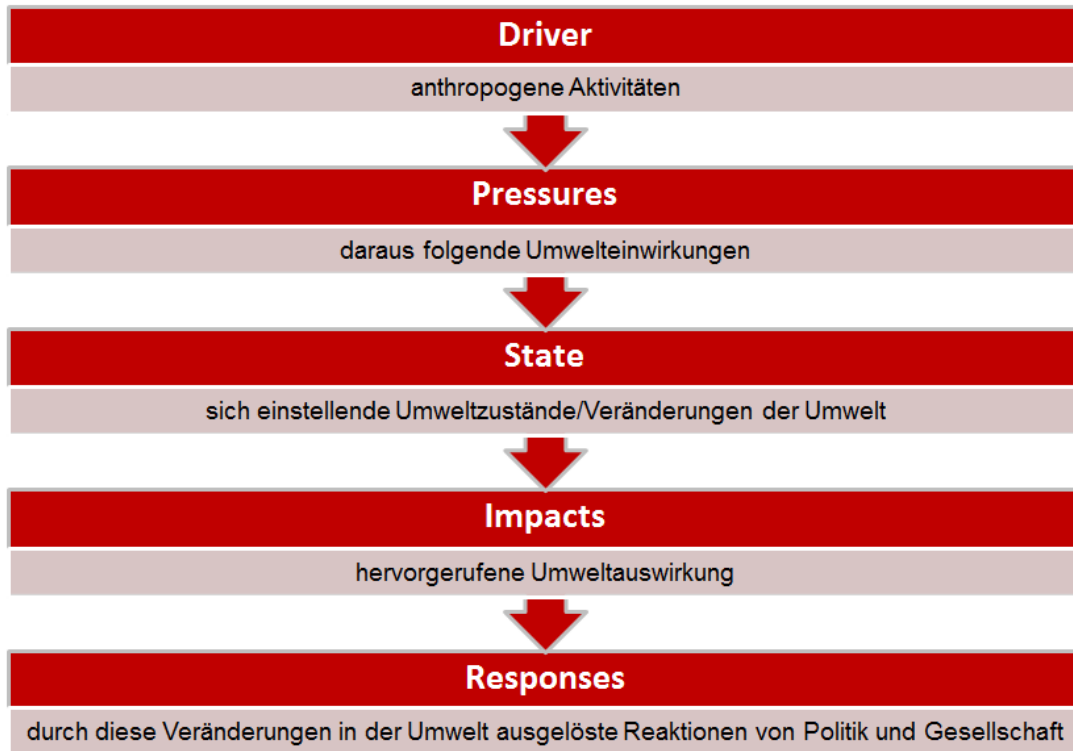 Driver
anthropogene Aktivitäten
Pressures
daraus folgende Umwelteinwirkungen
State
sich einstellende Umweltzustände/Veränderungen der Umwelt
Impacts
hervorgerufene Umweltauswirkung
Responses
durch diese Veränderungen in der Umwelt ausgelöste Reaktionen von Politik und Gesellschaft